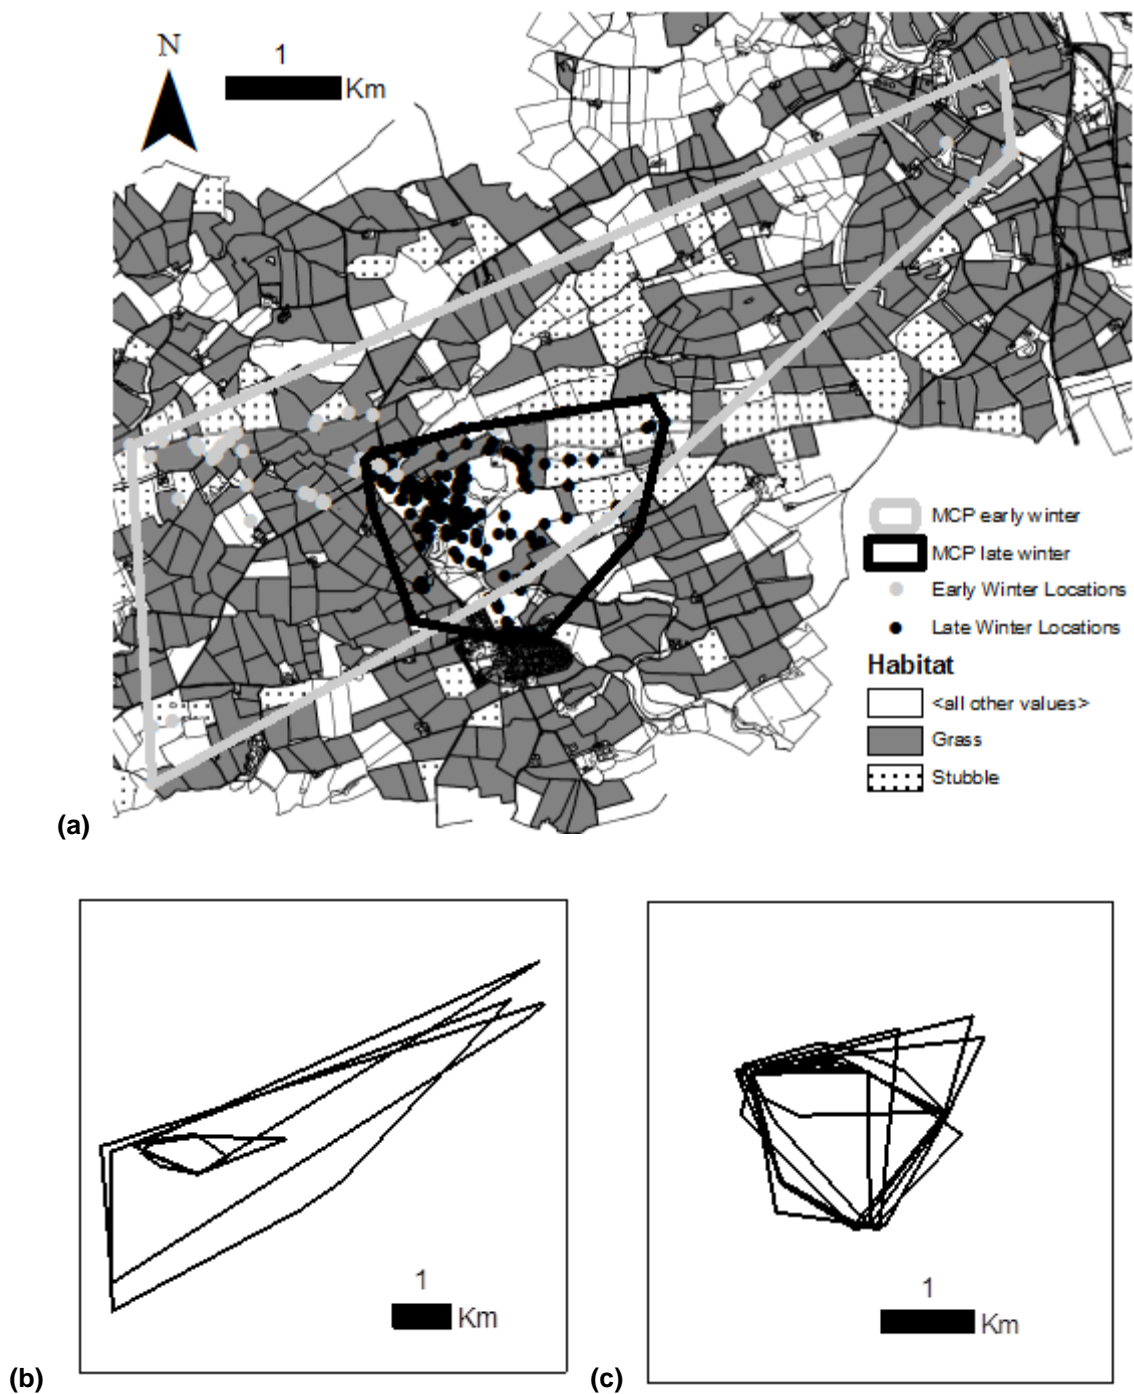 N
1
Km
MCP early winter
MCP late winter
Early Winter Locations
Late Winter Locations
Habitat
<all other values>
Grass
Stubble
(a)
1
Km
(b)
1
Km
(c)